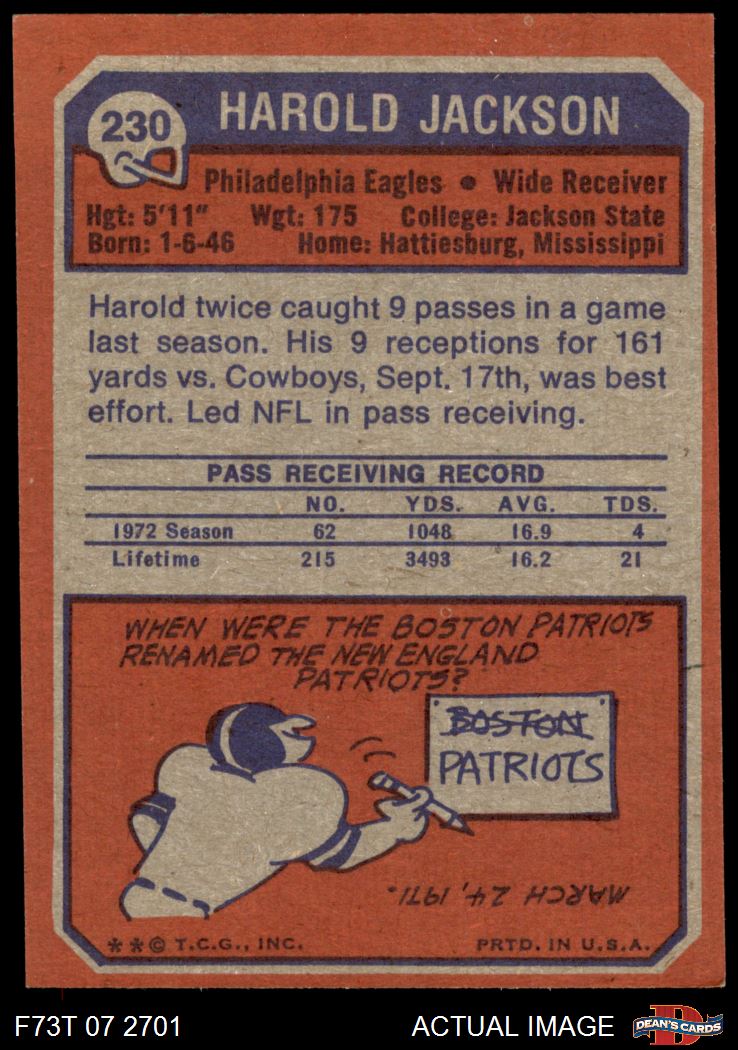 230
HAROLD JACKSON
Philadelphia Eagles • Wide Receiver
Hgt: 5'11" Wgt: 175 College: Jackson State
Born: 1-6-46 Home: Hattiesburg, Mississippi
Harold twice caught 9 passes in a game
last season. His 9 receptions for 161
yards vs. Cowboys, Sept. 17th, was best
effort. Led NFL in pass receiving.
PASS RECEIVING RECORD
NO. YDS. AVG. TDS.
1972 Season 62 1048 16.9 4
Lifetime 215 3493 16.2 21
WHEN WERE THE BOSTON PATRIOTS
RENAMED THE NEW ENGLAND
PATRIOTS?
BOSTON
PATRIOTS
MARCH 24, 1971.
**© T.C.G., INC. PRTD. IN U.S.A.
F73T 07 2701 ACTUAL IMAGE DEAN'S CARDS